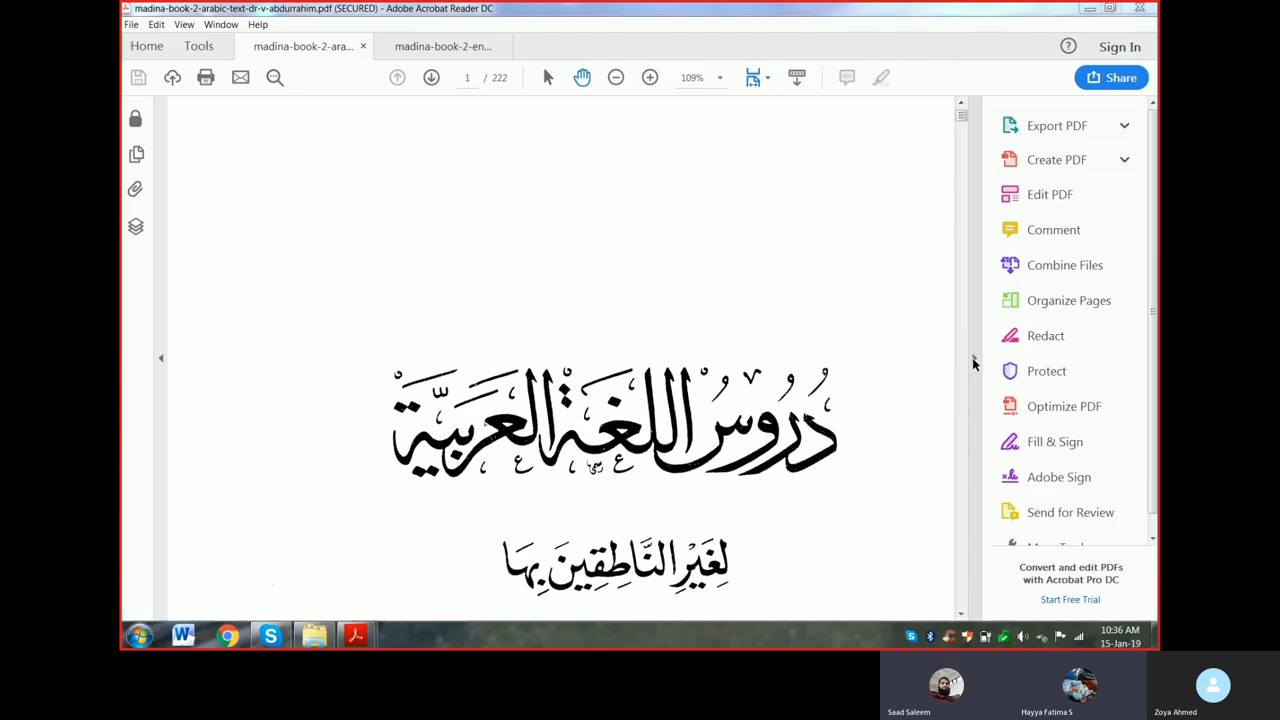 madina-book-2-arabic-text-dr-v-abdurrahim.pdf (SECURED) - Adobe Acrobat Reader DC
File Edit View Window Help
Home Tools madina-book-2-ara... × madina-book-2-en... Sign In
1 / 222 109% Share
Export PDF
Create PDF
Edit PDF
Comment
Combine Files
Organize Pages
Redact
Protect
Optimize PDF
Fill & Sign
Adobe Sign
Send for Review
Convert and edit PDFs
with Acrobat Pro DC
Start Free Trial
دُرُوسُ اللغَةِ العَرَبيَّة
لِغَيْرِ النَّاطِقِينَ بِهَا
10:36 AM
15-Jan-19
Saad Saleem Hayya Fatima S Zoya Ahmed